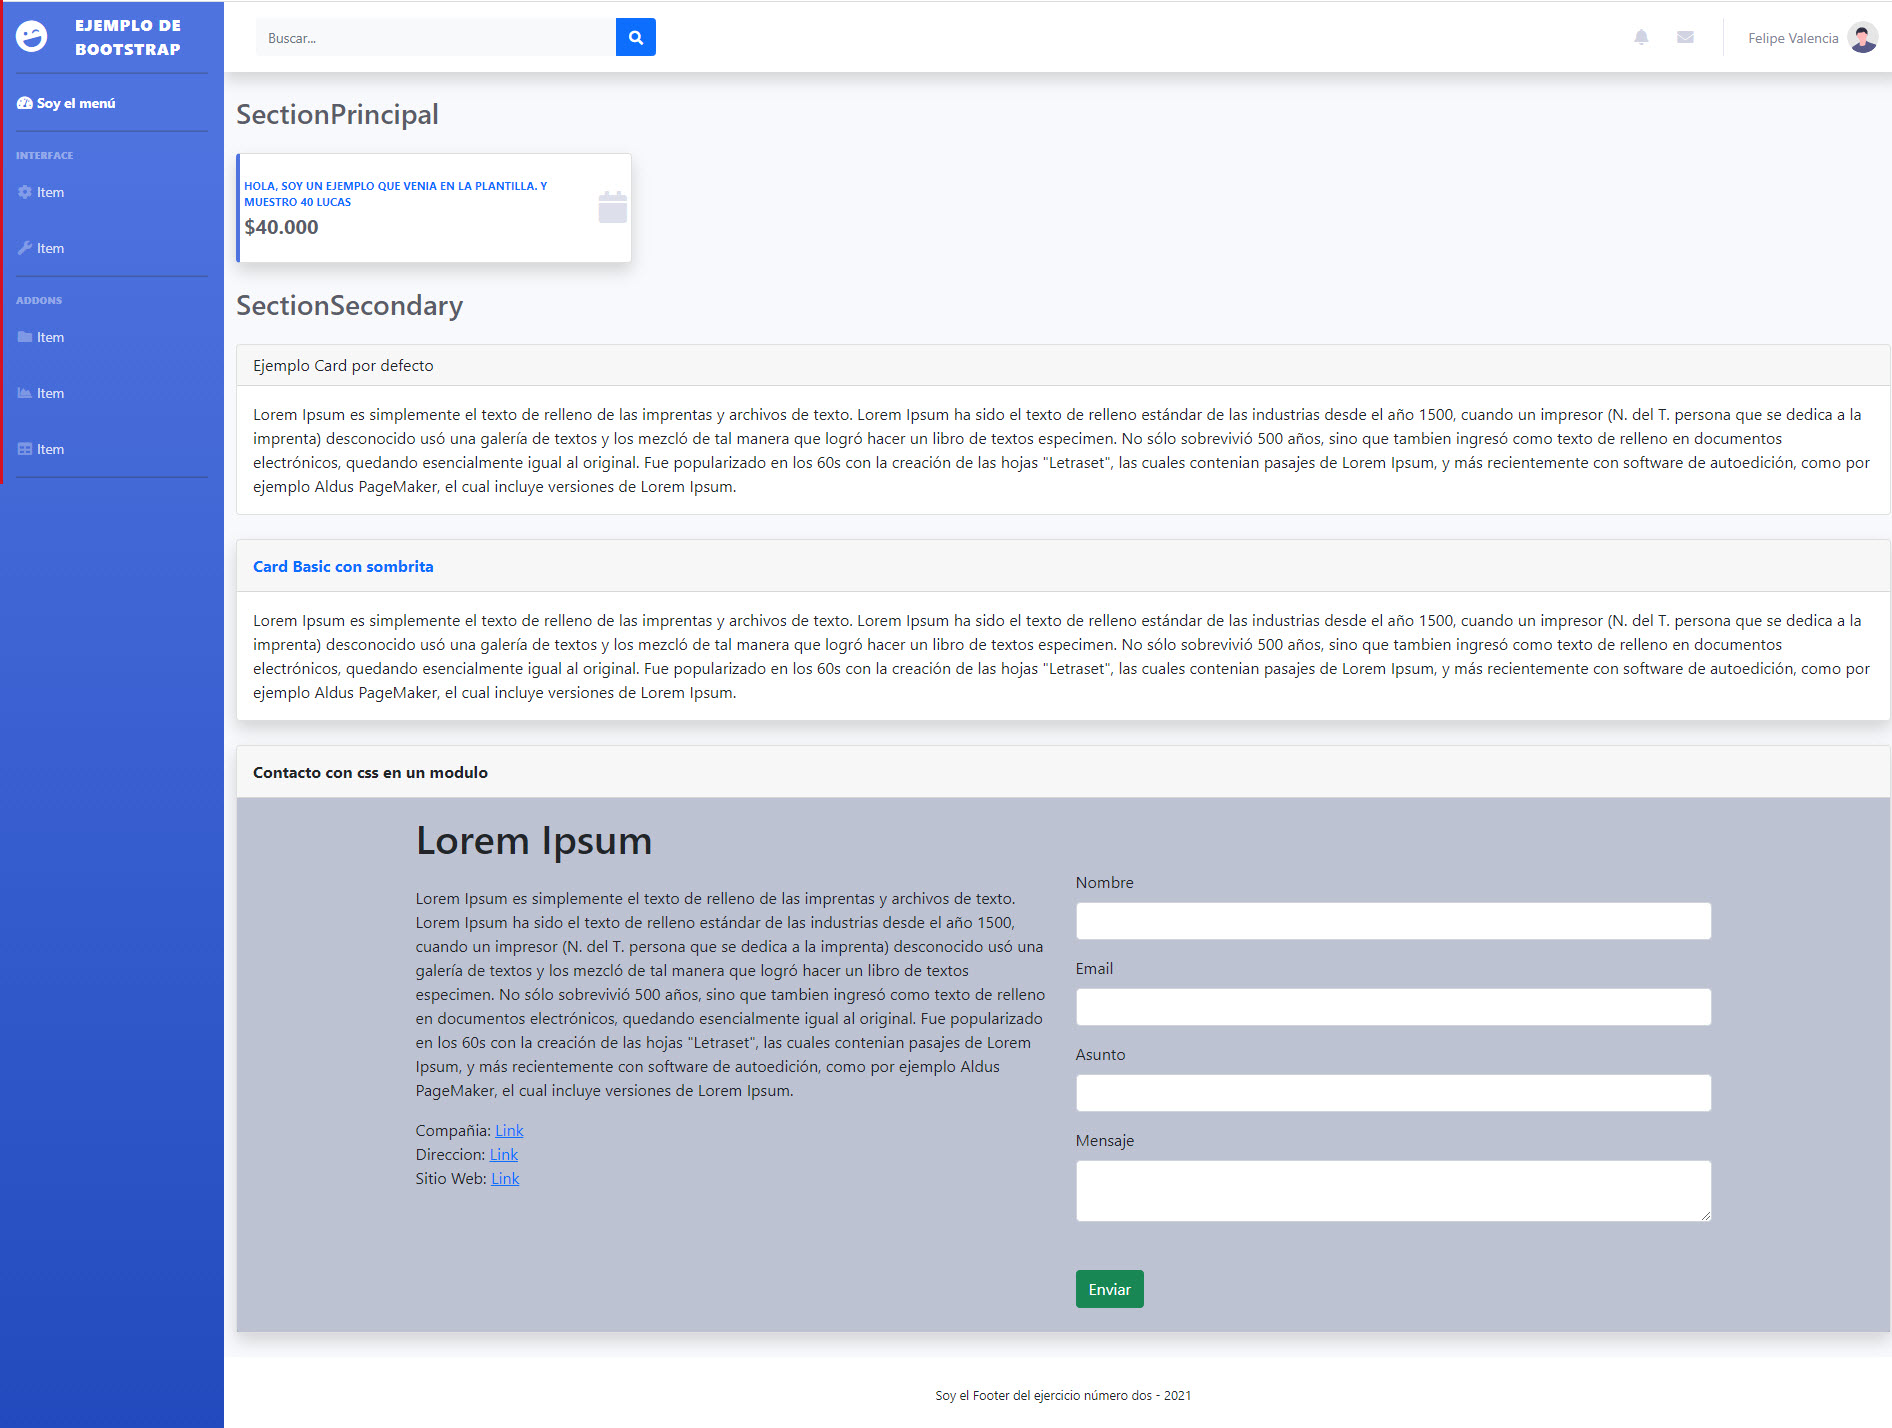 EJEMPLO DE
BOOTSTRAP
Soy el menú
INTERFACE
Item
Item
ADDONS
Item
Item
Item
Buscar...
Felipe Valencia
SectionPrincipal
HOLA, SOY UN EJEMPLO QUE VENIA EN LA PLANTILLA. Y
MUESTRO 40 LUCAS
$40.000
SectionSecondary
Ejemplo Card por defecto
Lorem Ipsum es simplemente el texto de relleno de las imprentas y archivos de texto. Lorem Ipsum ha sido el texto de relleno estándar de las industrias desde el año 1500, cuando un impresor (N. del T. persona que se dedica a la
imprenta) desconocido usó una galería de textos y los mezcló de tal manera que logró hacer un libro de textos especimen. No sólo sobrevivió 500 años, sino que tambien ingresó como texto de relleno en documentos
electrónicos, quedando esencialmente igual al original. Fue popularizado en los 60s con la creación de las hojas "Letraset", las cuales contenian pasajes de Lorem Ipsum, y más recientemente con software de autoedición, como por
ejemplo Aldus PageMaker, el cual incluye versiones de Lorem Ipsum.
Card Basic con sombrita
Lorem Ipsum es simplemente el texto de relleno de las imprentas y archivos de texto. Lorem Ipsum ha sido el texto de relleno estándar de las industrias desde el año 1500, cuando un impresor (N. del T. persona que se dedica a la
imprenta) desconocido usó una galería de textos y los mezcló de tal manera que logró hacer un libro de textos especimen. No sólo sobrevivió 500 años, sino que tambien ingresó como texto de relleno en documentos
electrónicos, quedando esencialmente igual al original. Fue popularizado en los 60s con la creación de las hojas "Letraset", las cuales contenian pasajes de Lorem Ipsum, y más recientemente con software de autoedición, como por
ejemplo Aldus PageMaker, el cual incluye versiones de Lorem Ipsum.
Contacto con css en un modulo
Lorem Ipsum
Lorem Ipsum es simplemente el texto de relleno de las imprentas y archivos de texto.
Lorem Ipsum ha sido el texto de relleno estándar de las industrias desde el año 1500,
cuando un impresor (N. del T. persona que se dedica a la imprenta) desconocido usó una
galería de textos y los mezcló de tal manera que logró hacer un libro de textos
especimen. No sólo sobrevivió 500 años, sino que tambien ingresó como texto de relleno
en documentos electrónicos, quedando esencialmente igual al original. Fue popularizado
en los 60s con la creación de las hojas "Letraset", las cuales contenian pasajes de Lorem
Ipsum, y más recientemente con software de autoedición, como por ejemplo Aldus
PageMaker, el cual incluye versiones de Lorem Ipsum.
Compañia: Link
Direccion: Link
Sitio Web: Link
Nombre
Email
Asunto
Mensaje
Enviar
Soy el Footer del ejercicio número dos - 2021